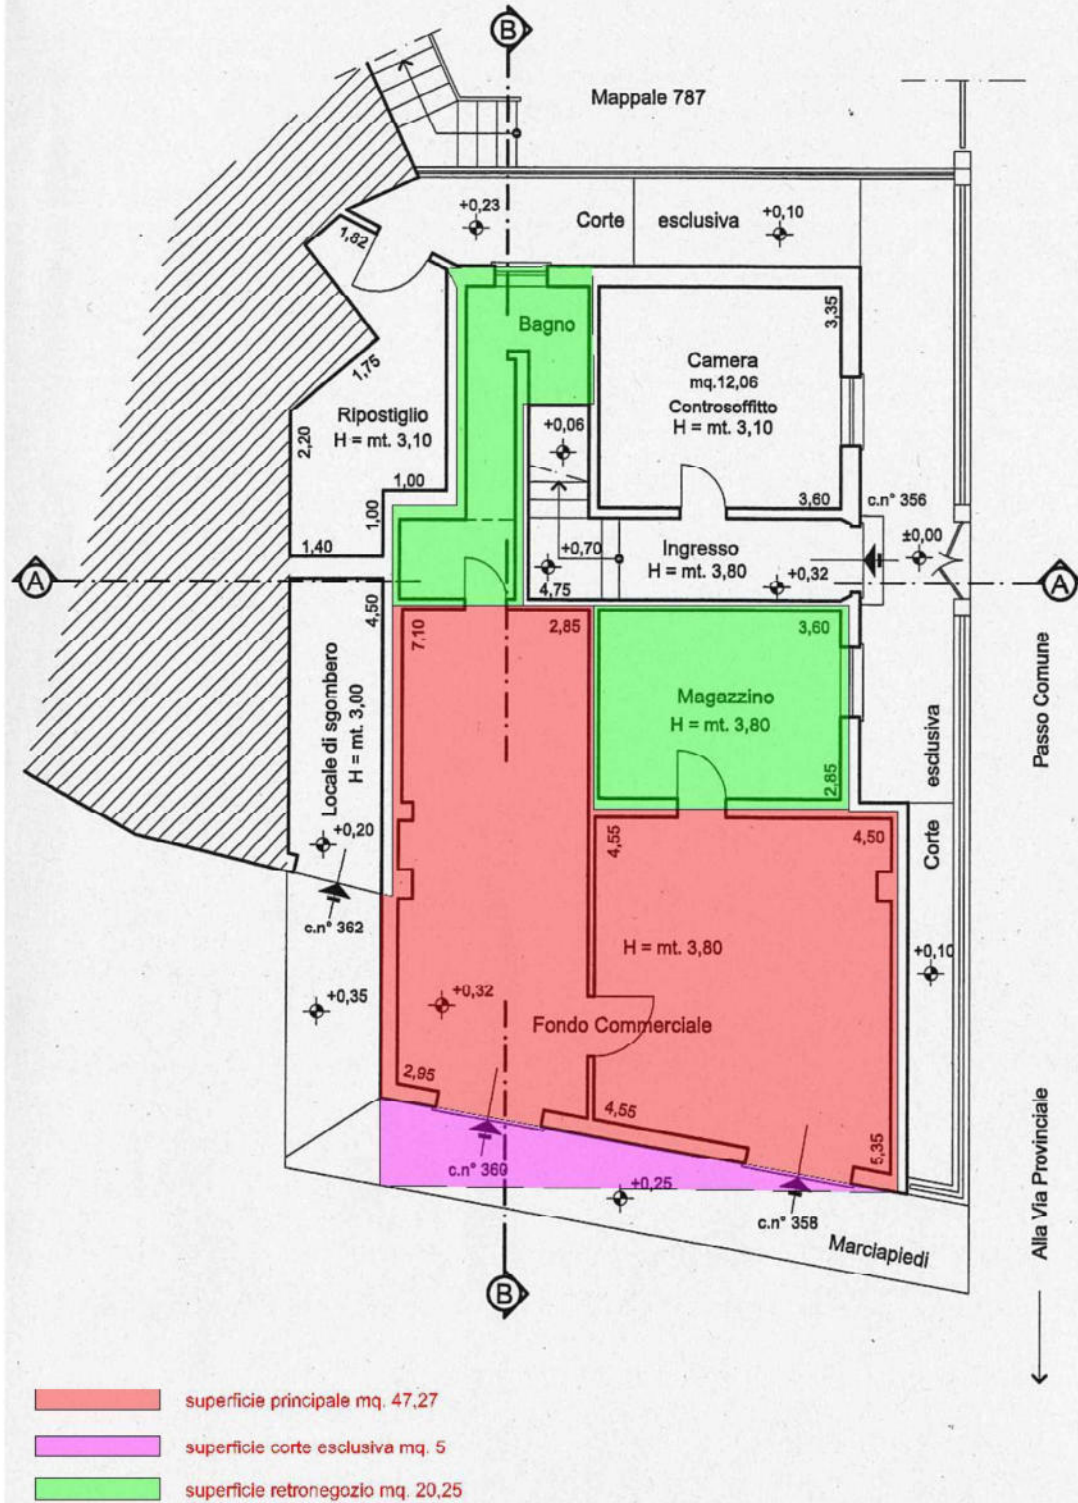 B
Mappale 787
+0,23
Corte esclusiva
+0,10
1,82
Bagno
3,35
Camera
mq.12,06
Controsoffitto
H = mt. 3,10
1,75
Ripostiglio
H = mt. 3,10
+0,06
2,20
1,00
3,60
c.n° 356
1,00
±0,00
1,40
+0,70
Ingresso
H = mt. 3,80
+0,32
4,75
A
A
4,50
7,10
2,85
3,60
Locale di sgombero
H = mt. 3,00
Magazzino
H = mt. 3,80
2,85
Corte esclusiva
Passo Comune
+0,20
4,55
4,50
c.n° 362
H = mt. 3,80
+0,10
+0,35
+0,32
Fondo Commerciale
2,95
4,55
5,35
c.n° 360
+0,25
c.n° 358
Marciapiedi
Alla Via Provinciale
B
superficie principale mq. 47,27
superficie corte esclusiva mq. 5
superficie retronegozio mq. 20,25